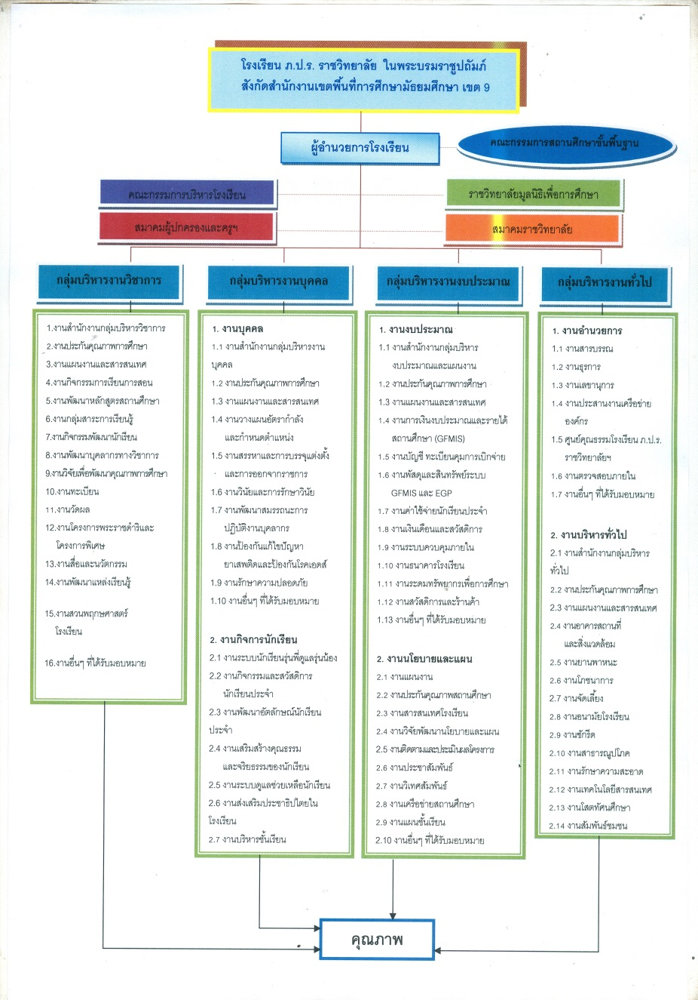 โรงเรียน ภ.ป.ร. ราชวิทยาลัย ในพระบรมราชูปถัมภ์
สังกัดสำนักงานเขตพื้นที่การศึกษามัธยมศึกษา เขต 9
ผู้อำนวยการโรงเรียน
คณะกรรมการสถานศึกษาขั้นพื้นฐาน
คณะกรรมการบริหารโรงเรียน
ราชวิทยาลัยมูลนิธิเพื่อการศึกษา
สมาคมผู้ปกครองและครูฯ
สมาคมราชวิทยาลัย
กลุ่มบริหารงานวิชาการ
1.งานสำนักงานกลุ่มบริหารวิชาการ
2.งานประกันคุณภาพการศึกษา
3.งานแผนงานและสารสนเทศ
4.งานกิจกรรมการเรียนการสอน
5.งานพัฒนาหลักสูตรสถานศึกษา
6.งานกลุ่มสาระการเรียนรู้
7.งานกิจกรรมพัฒนานักเรียน
8.งานพัฒนาบุคลากรทางวิชาการ
9.งานวิจัยเพื่อพัฒนาคุณภาพการศึกษา
10.งานทะเบียน
11.งานวัดผล
12.งานโครงการพระราชดำริและ
โครงการพิเศษ
13.งานสื่อและนวัตกรรม
14.งานพัฒนาแหล่งเรียนรู้
15.งานสวนพฤกษศาสตร์
โรงเรียน
16.งานอื่นๆ ที่ได้รับมอบหมาย
กลุ่มบริหารงานบุคคล
1. งานบุคคล
1.1 งานสำนักงานกลุ่มบริหารงาน
บุคคล
1.2 งานประกันคุณภาพการศึกษา
1.3 งานแผนงานและสารสนเทศ
1.4 งานวางแผนอัตรากำลัง
และกำหนดตำแหน่ง
1.5 งานสรรหาและการบรรจุแต่งตั้ง
และการออกจากราชการ
1.6 งานวินัยและการรักษาวินัย
1.7 งานพัฒนาสมรรถนะการ
ปฏิบัติงานบุคลากร
1.8 งานป้องกันแก้ไขปัญหา
ยาเสพติดและป้องกันโรคเอดส์
1.9 งานรักษาความปลอดภัย
1.10 งานอื่นๆ ที่ได้รับมอบหมาย
2. งานกิจการนักเรียน
2.1 งานระบบนักเรียนรุ่นพี่ดูแลรุ่นน้อง
2.2 งานกิจกรรมและสวัสดิการ
นักเรียนประจำ
2.3 งานพัฒนาอัตลักษณ์นักเรียน
ประจำ
2.4 งานเสริมสร้างคุณธรรม
และจริยธรรมของนักเรียน
2.5 งานระบบดูแลช่วยเหลือนักเรียน
2.6 งานส่งเสริมประชาธิปไตยใน
โรงเรียน
2.7 งานบริหารชั้นเรียน
กลุ่มบริหารงานงบประมาณ
1. งานงบประมาณ
1.1 งานสำนักงานกลุ่มบริหาร
งบประมาณและแผนงาน
1.2 งานประกันคุณภาพการศึกษา
1.3 งานแผนงานและสารสนเทศ
1.4 งานการเงินงบประมาณและรายได้
สถานศึกษา (GFMIS)
1.5 งานบัญชี ทะเบียนคุมการเบิกจ่าย
1.6 งานพัสดุและสินทรัพย์ระบบ
GFMIS และ EGP
1.7 งานค่าใช้จ่ายนักเรียนประจำ
1.8 งานเงินเดือนและสวัสดิการ
1.9 งานระบบควบคุมภายใน
1.10 งานธนาคารโรงเรียน
1.11 งานระดมทรัพยากรเพื่อการศึกษา
1.12 งานสวัสดิการและร้านค้า
1.13 งานอื่นๆ ที่ได้รับมอบหมาย
2. งานนโยบายและแผน
2.1 งานแผนงาน
2.2 งานประกันคุณภาพสถานศึกษา
2.3 งานสารสนเทศโรงเรียน
2.4 งานวิจัยพัฒนานโยบายและแผน
2.5 งานติดตามและประเมินผลโครงการ
2.6 งานประชาสัมพันธ์
2.7 งานวิเทศสัมพันธ์
2.8 งานเครือข่ายสถานศึกษา
2.9 งานแผนชั้นเรียน
2.10 งานอื่นๆ ที่ได้รับมอบหมาย
กลุ่มบริหารงานทั่วไป
1. งานอำนวยการ
1.1 งานสารบรรณ
1.2 งานธุรการ
1.3 งานเลขานุการ
1.4 งานประสานงานเครือข่าย
องค์กร
1.5 ศูนย์คุณธรรมโรงเรียน ภ.ป.ร.
ราชวิทยาลัยฯ
1.6 งานตรวจสอบภายใน
1.7 งานอื่นๆ ที่ได้รับมอบหมาย
2. งานบริหารทั่วไป
2.1 งานสำนักงานกลุ่มบริหาร
ทั่วไป
2.2 งานประกันคุณภาพการศึกษา
2.3 งานแผนงานและสารสนเทศ
2.4 งานอาคารสถานที่
และสิ่งแวดล้อม
2.5 งานยานพาหนะ
2.6 งานโภชนาการ
2.7 งานจัดเลี้ยง
2.8 งานอนามัยโรงเรียน
2.9 งานซักรีด
2.10 งานสาธารณูปโภค
2.11 งานรักษาความสะอาด
2.12 งานเทคโนโลยีสารสนเทศ
2.13 งานโสตทัศนศึกษา
2.14 งานสัมพันธ์ชุมชน
คุณภาพ